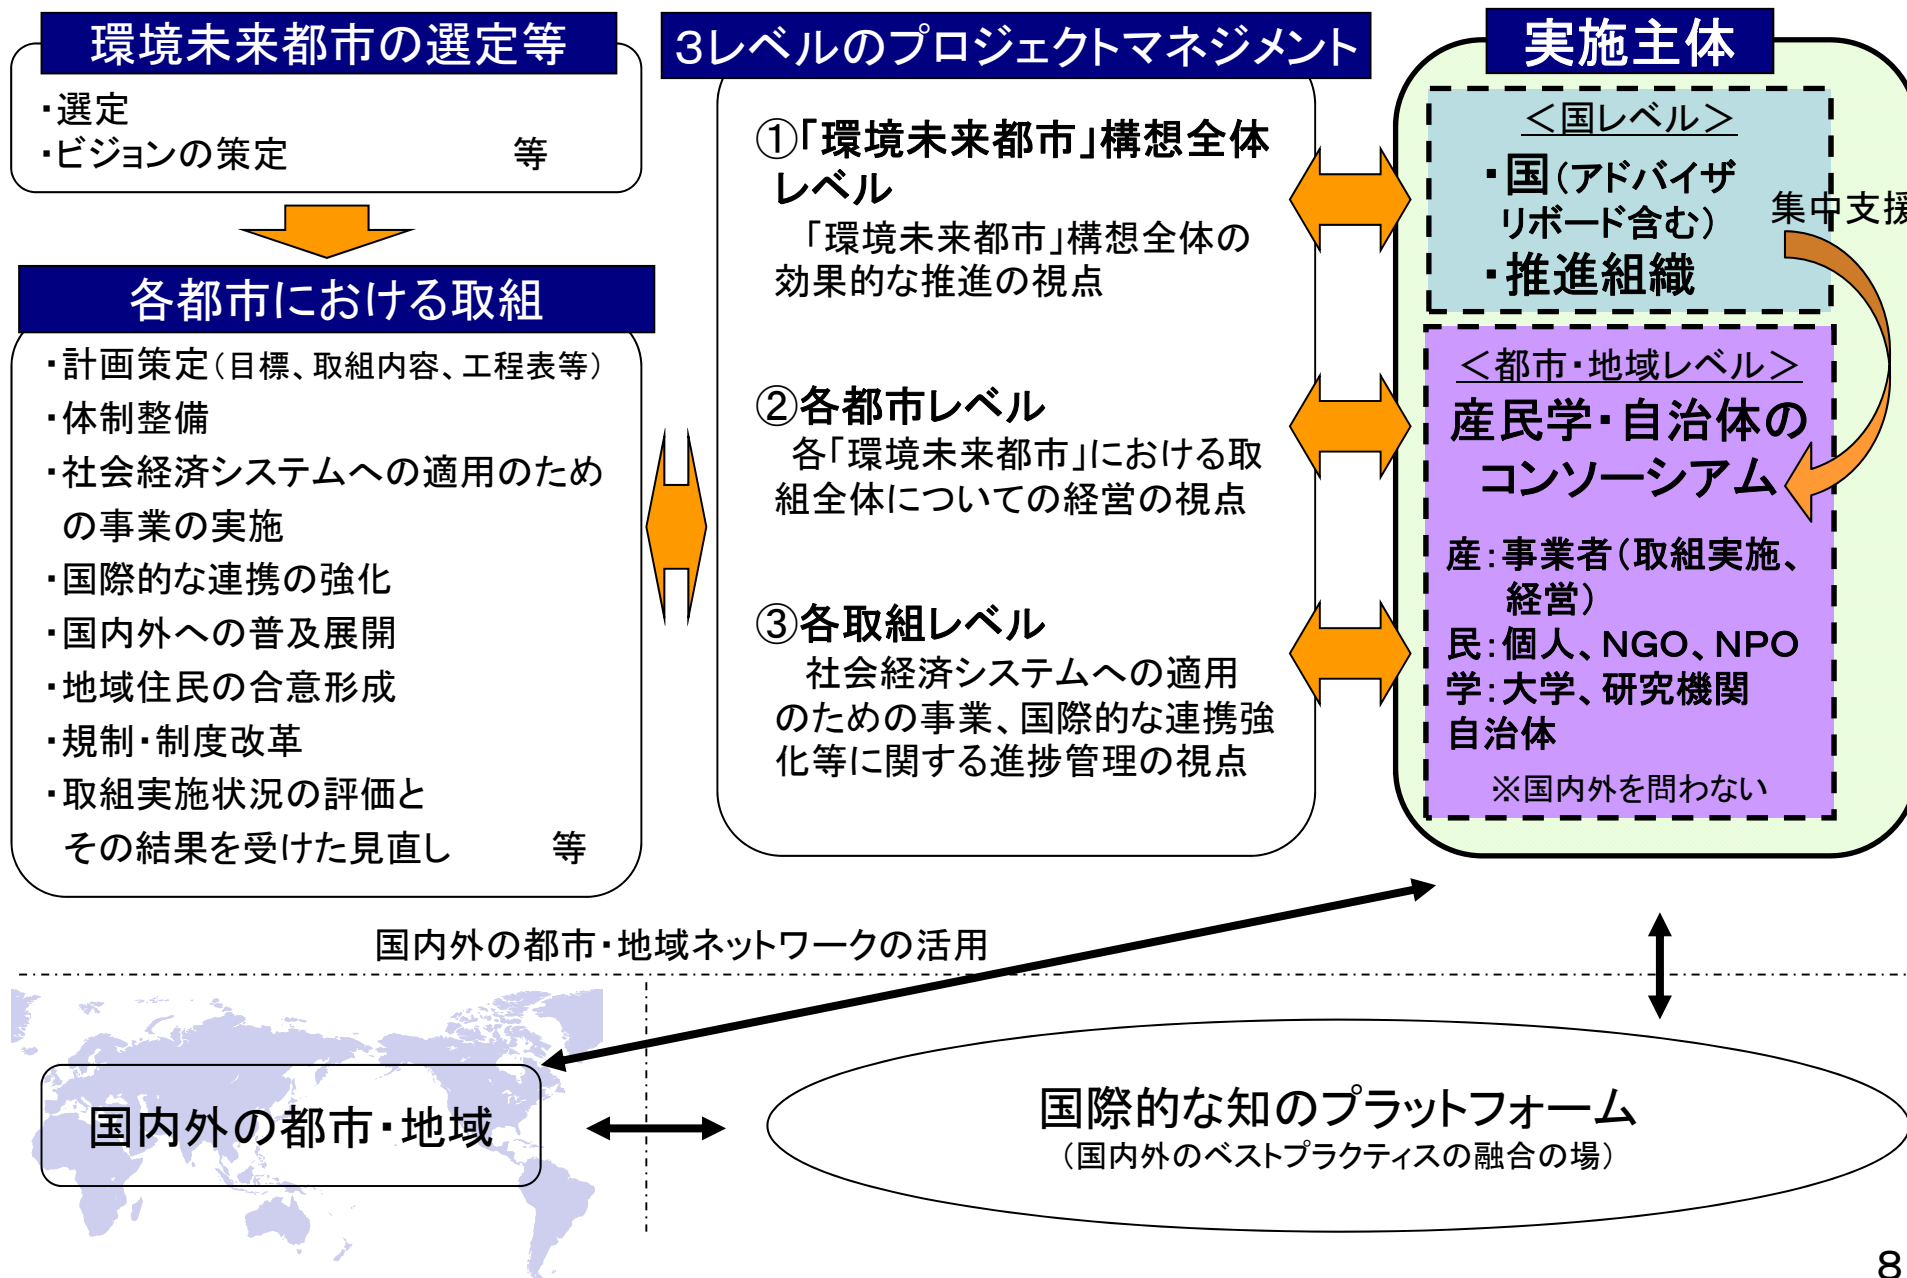 環境未来都市の選定等
・選定
・ビジョンの策定　　　　　等
各都市における取組
・計画策定（目標、取組内容、工程表等）
・体制整備
・社会経済システムへの適用のため
の事業の実施
・国際的な連携の強化
・国内外への普及展開
・地域住民の合意形成
・規制・制度改革
・取組実施状況の評価と
その結果を受けた見直し　　等
３レベルのプロジェクトマネジメント
①「環境未来都市」構想全体
レベル
「環境未来都市」構想全体の
効果的な推進の視点
②各都市レベル
各「環境未来都市」における取
組全体についての経営の視点
③各取組レベル
社会経済システムへの適用
のための事業、国際的な連携強
化等に関する進捗管理の視点
実施主体
＜国レベル＞
・国（アドバイザ
リボード含む）
・推進組織
集中支援
＜都市・地域レベル＞
産民学・自治体の
コンソーシアム
産：事業者（取組実施、
経営）
民：個人、NGO、NPO
学：大学、研究機関
自治体
※国内外を問わない
国内外の都市・地域ネットワークの活用
国内外の都市・地域
国際的な知のプラットフォーム
（国内外のベストプラクティスの融合の場）
8